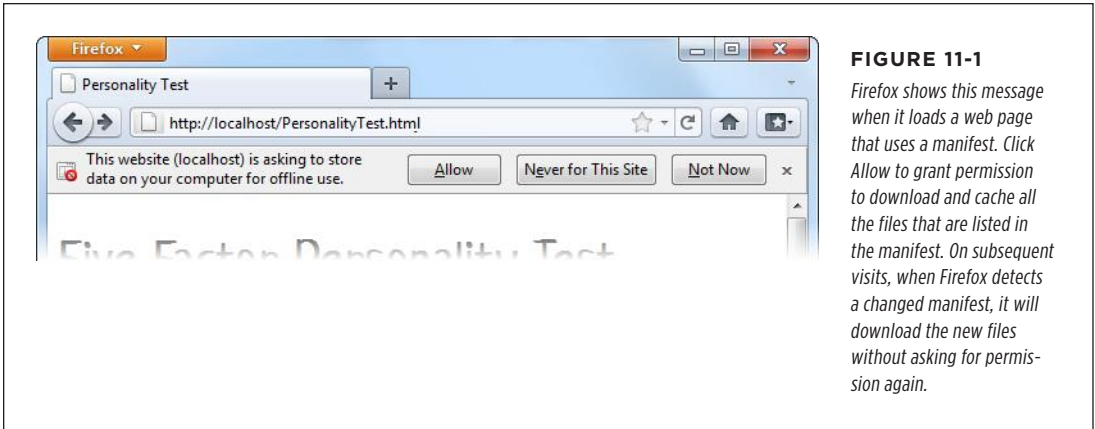 Firefox
Personality Test
http://localhost/PersonalityTest.html
This website (localhost) is asking to store
data on your computer for offline use.
Allow
Never for This Site
Not Now
Five Factor Personality Test
FIGURE 11-1
Firefox shows this message
when it loads a web page
that uses a manifest. Click
Allow to grant permission
to download and cache all
the files that are listed in
the manifest. On subsequent
visits, when Firefox detects
a changed manifest, it will
download the new files
without asking for permis-
sion again.